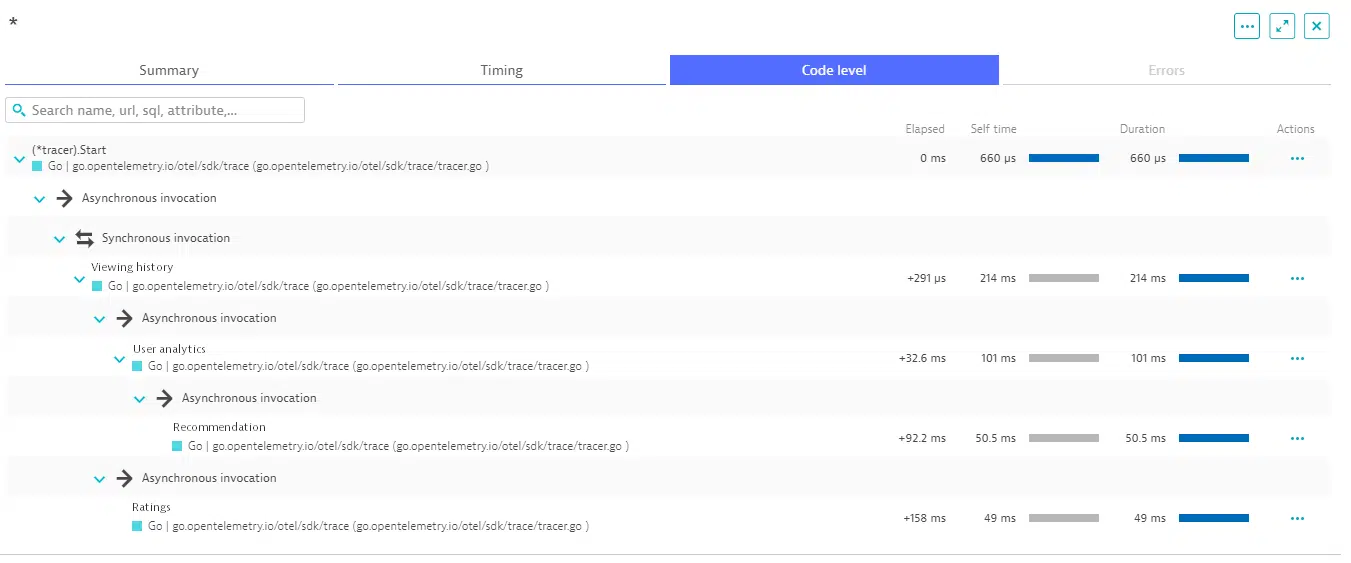 *
Summary Timing Code level Errors
Search name, url, sql, attribute,...
Elapsed Self time Duration Actions
(*tracer).Start
Go | go.opentelemetry.io/otel/sdk/trace (go.opentelemetry.io/otel/sdk/trace/tracer.go ) 0 ms 660 µs 660 µs
Asynchronous invocation
Synchronous invocation
Viewing history
Go | go.opentelemetry.io/otel/sdk/trace (go.opentelemetry.io/otel/sdk/trace/tracer.go ) +291 µs 214 ms 214 ms
Asynchronous invocation
User analytics
Go | go.opentelemetry.io/otel/sdk/trace (go.opentelemetry.io/otel/sdk/trace/tracer.go ) +32.6 ms 101 ms 101 ms
Asynchronous invocation
Recommendation
Go | go.opentelemetry.io/otel/sdk/trace (go.opentelemetry.io/otel/sdk/trace/tracer.go ) +92.2 ms 50.5 ms 50.5 ms
Asynchronous invocation
Ratings
Go | go.opentelemetry.io/otel/sdk/trace (go.opentelemetry.io/otel/sdk/trace/tracer.go ) +158 ms 49 ms 49 ms